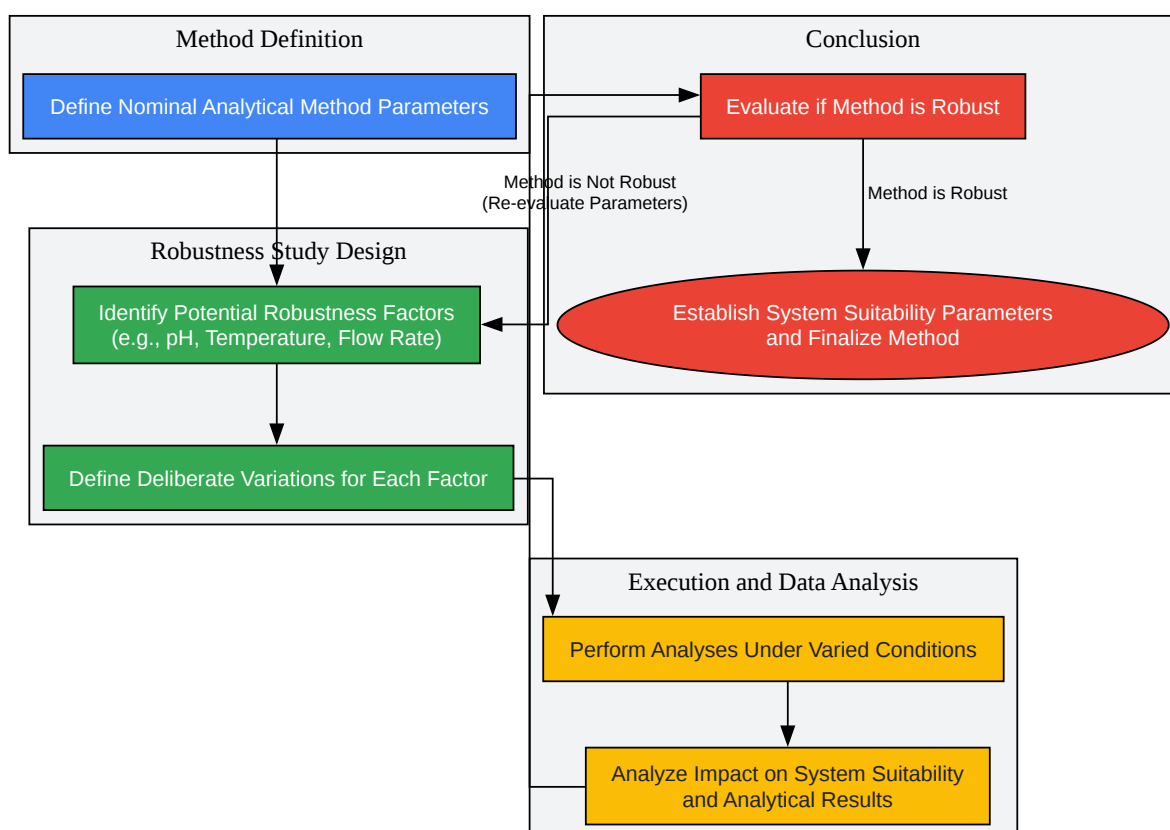 Method Definition
Define Nominal Analytical Method Parameters
Conclusion
Evaluate if Method is Robust
Method is Not Robust
(Re-evaluate Parameters)
Method is Robust
Establish System Suitability Parameters
and Finalize Method
Robustness Study Design
Identify Potential Robustness Factors
(e.g., pH, Temperature, Flow Rate)
Define Deliberate Variations for Each Factor
Execution and Data Analysis
Perform Analyses Under Varied Conditions
Analyze Impact on System Suitability
and Analytical Results